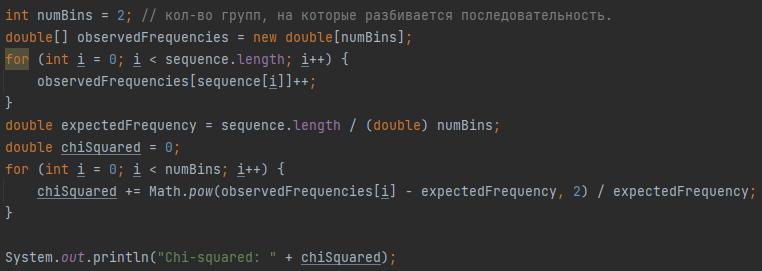 int numBins = 2; // кол-во групп, на которые разбивается последовательность.
double[] observedFrequencies = new double[numBins];
for (int i = 0; i < sequence.length; i++) {
    observedFrequencies[sequence[i]]++;
}
double expectedFrequency = sequence.length / (double) numBins;
double chiSquared = 0;
for (int i = 0; i < numBins; i++) {
    chiSquared += Math.pow(observedFrequencies[i] - expectedFrequency, 2) / expectedFrequency;
}
System.out.println("Chi-squared: " + chiSquared);